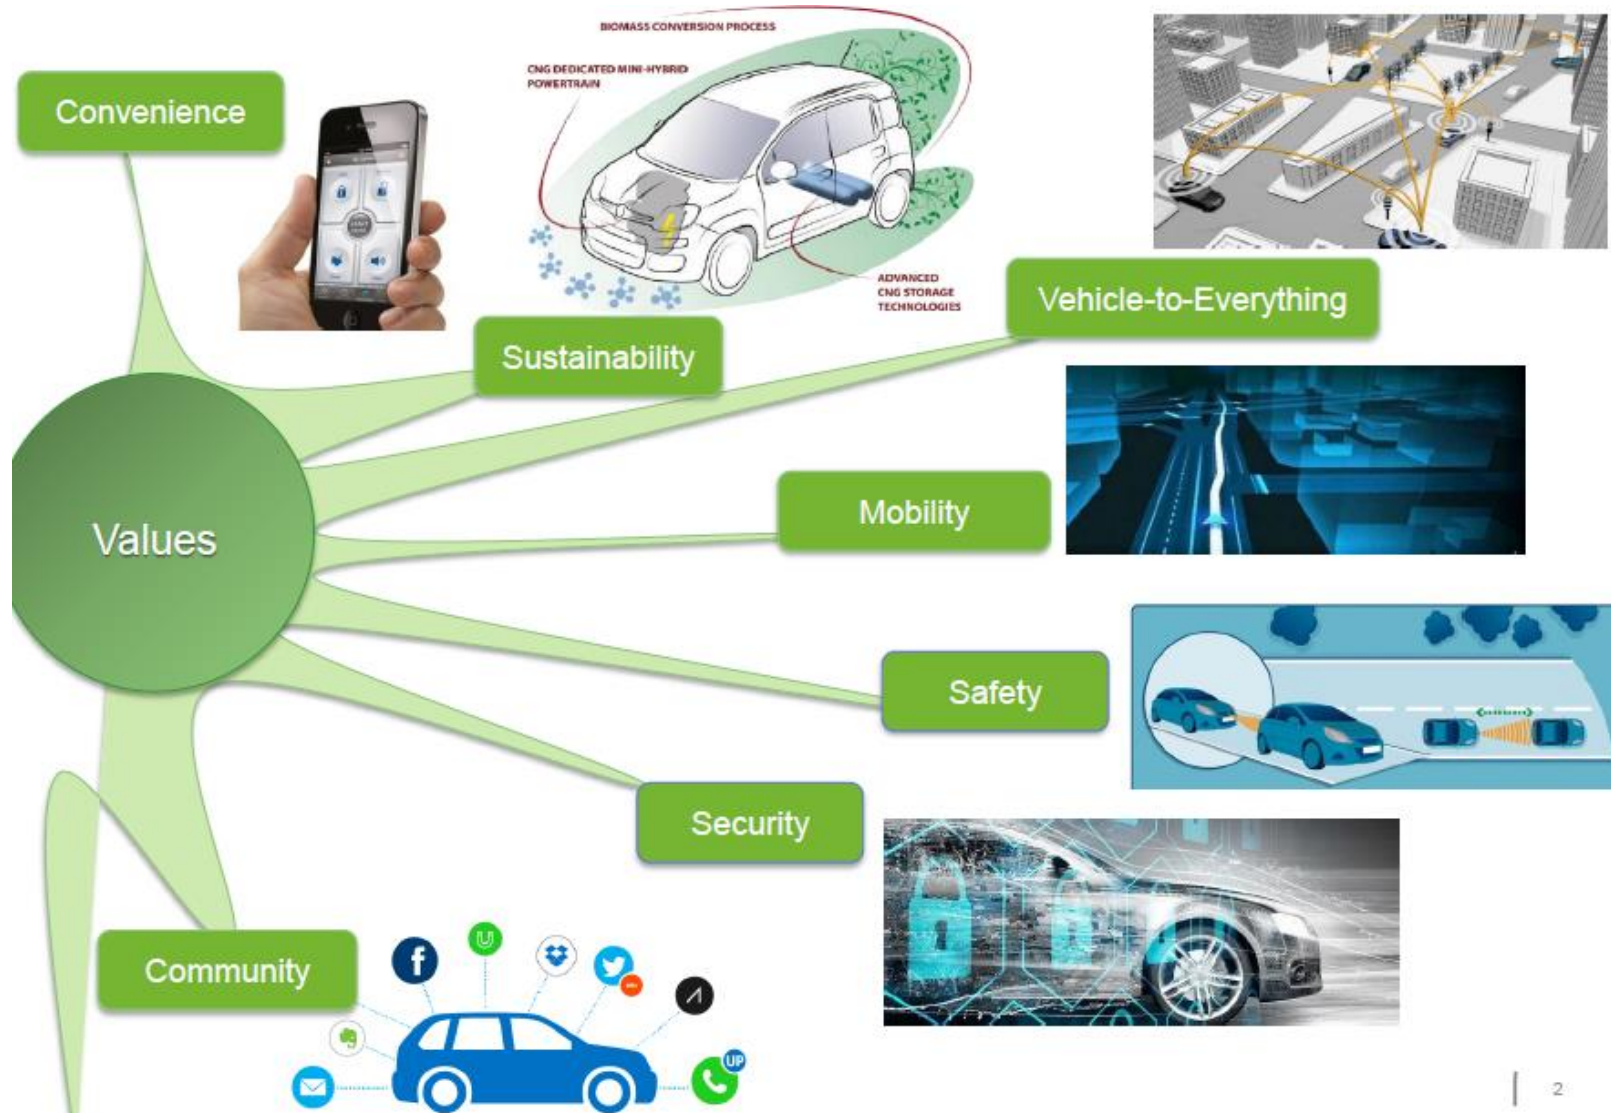 BIOMASS CONVERSION PROCESS
CNG DEDICATED MINI-HYBRID
POWERTRAIN
Convenience
ADVANCED
CNG STORAGE
TECHNOLOGIES
Vehicle-to-Everything
Sustainability
Values
Mobility
Safety
Security
Community
f
U
UP
2